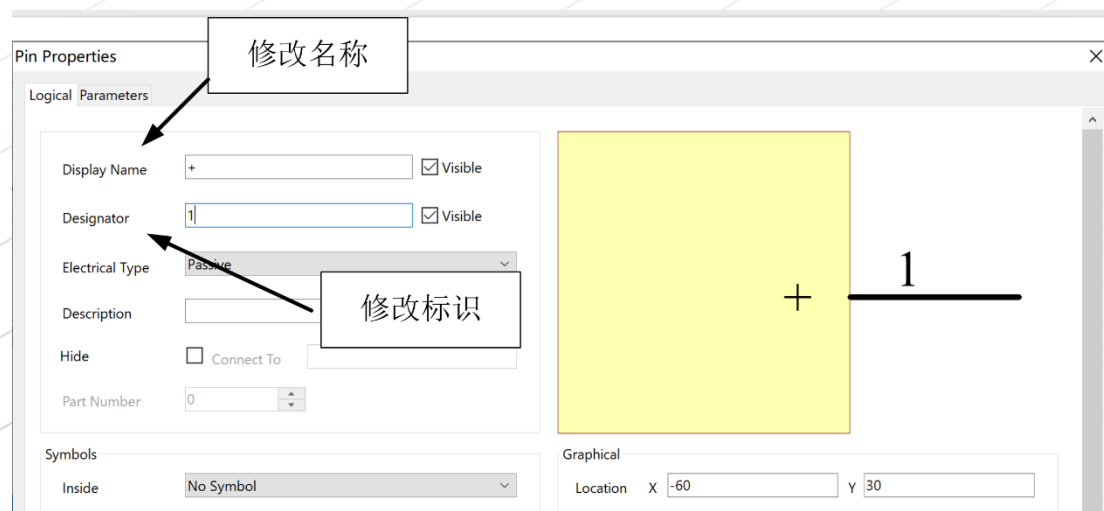 修改名称
Pin Properties
Logical Parameters
Display Name + Visible
Designator 1 Visible
Electrical Type Passive
修改标识
Description
Hide Connect To
Part Number 0
+ 1
Symbols
Inside No Symbol
Graphical
Location X -60 Y 30